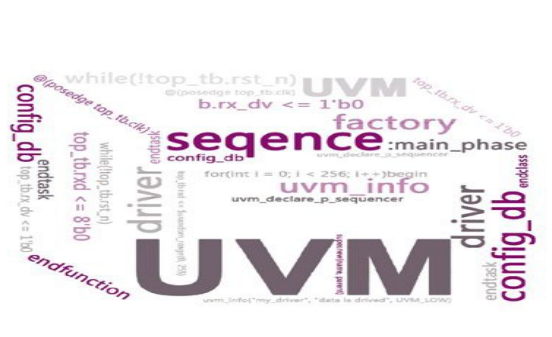 while(!top_tb.rst_n)
@(posedge top_tb.clk)
UVM
top_tb.rx_dv <= 1'b0
@(posedge top_tb.clk)
b.rx_dv <= 1'b0
factory
config_db
endtask
top_tb.rx_dv <= 1'b0
top_tb.rxd <= 8'b0
while(!top_tb.rst_n)
endtask
seqence
:main_phase
config_db
uvm_declare_p_sequencer
for(int i = 0; i < 256; i++)begin
driver
uvm_info
uvm_declare_p_sequencer
driver
endtask
config_db
endclass
UVM
endfunction
uvm_info("my_driver", "data is drived", UVM_LOW)